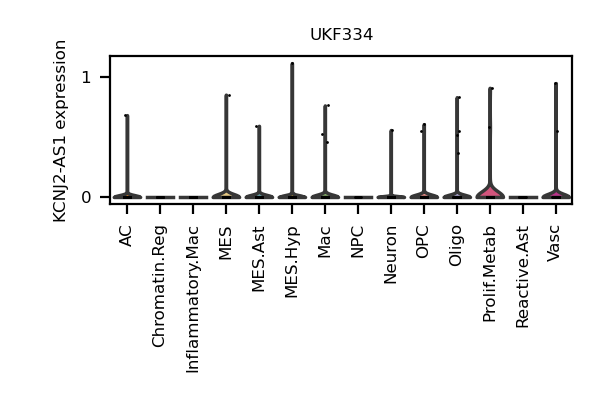 UKF334
KCNJ2-AS1 expression
1
0
AC
Chromatin.Reg
Inflammatory.Mac
MES
MES.Ast
MES.Hyp
Mac
NPC
Neuron
OPC
Oligo
Prolif.Metab
Reactive.Ast
Vasc